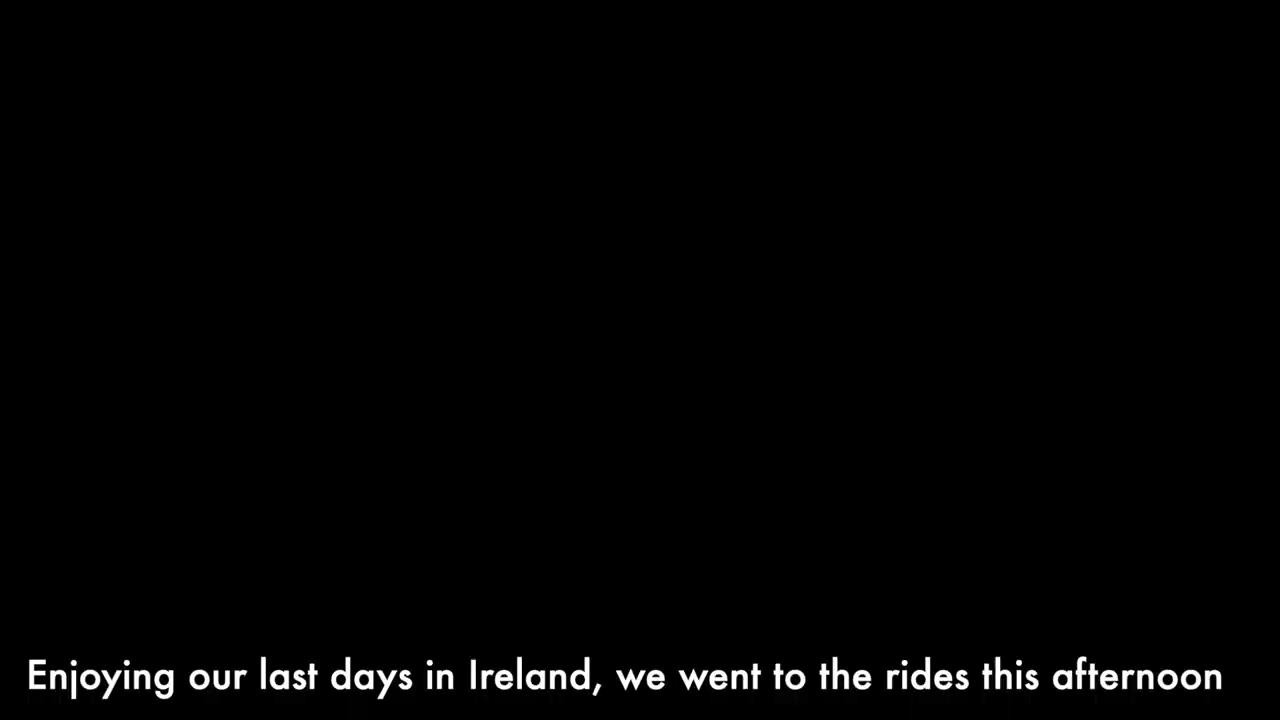 Enjoying our last days in Ireland, we went to the rides this afternoon